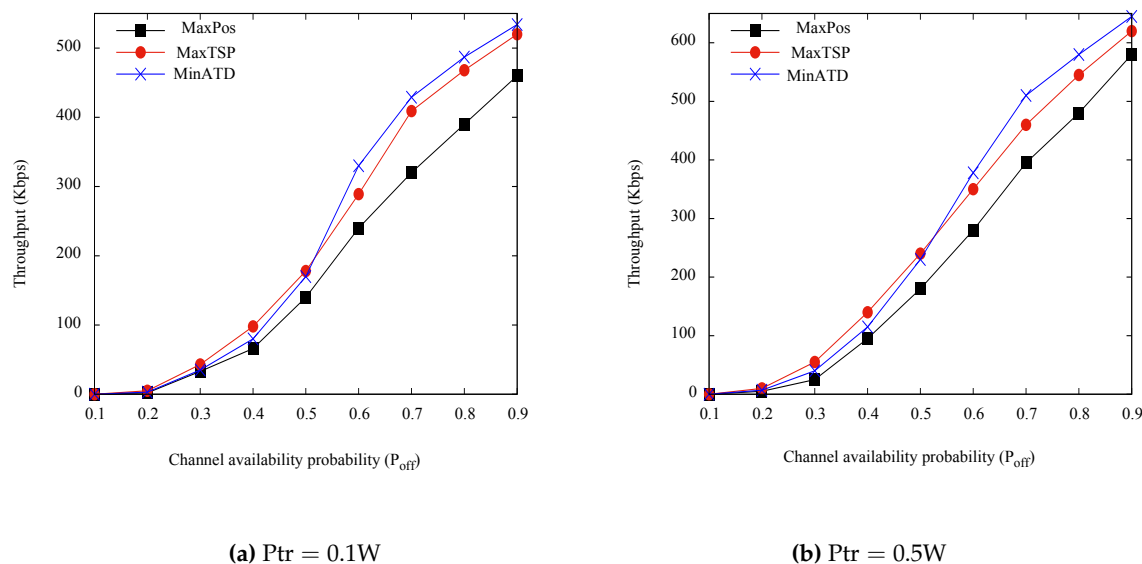 MaxPos
MaxTSP
MinATD
Throughput (Kbps)
500
400
300
200
100
0
0.1 0.2 0.3 0.4 0.5 0.6 0.7 0.8 0.9
Channel availability probability (Poff)
(a) Ptr = 0.1W
MaxPos
MaxTSP
MinATD
Throughput (Kbps)
600
500
400
300
200
100
0
0.1 0.2 0.3 0.4 0.5 0.6 0.7 0.8 0.9
Channel availability probability (Poff)
(b) Ptr = 0.5W